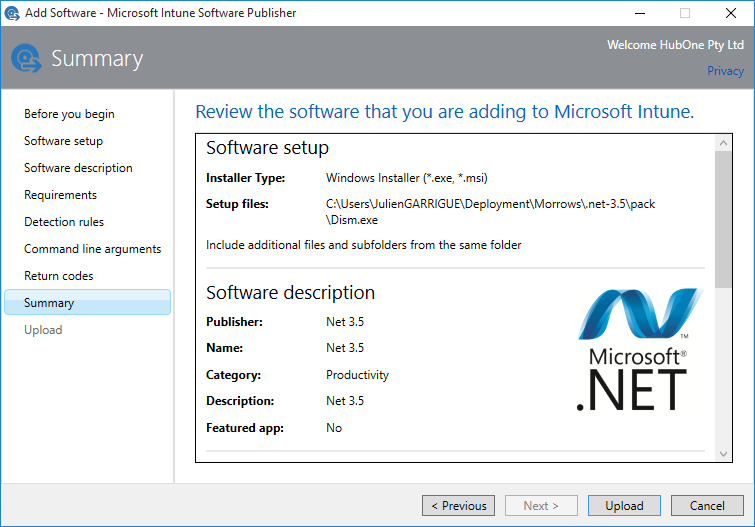 Add Software - Microsoft Intune Software Publisher
Summary
Welcome HubOne Pty Ltd
Privacy
Before you begin
Software setup
Software description
Requirements
Detection rules
Command line arguments
Return codes
Summary
Upload
Review the software that you are adding to Microsoft Intune.
Software setup
Installer Type: Windows Installer (*.exe, *.msi)
Setup files: C:\Users\JulienGARRIGUE\Deployment\Morrows\.net-3.5\pack
\Dism.exe
Include additional files and subfolders from the same folder
Software description
Publisher: Net 3.5
Name: Net 3.5
Category: Productivity
Description: Net 3.5
Featured app: No
™
Microsoft®
.NET
< Previous
Next >
Upload
Cancel